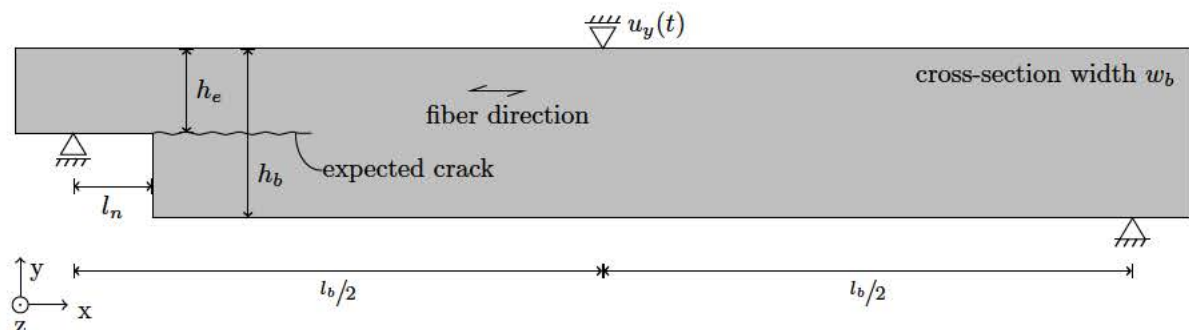 u_y(t)
cross-section width w_b
h_e
fiber direction
h_b
expected crack
l_n
y
x
z
l_b/2
l_b/2